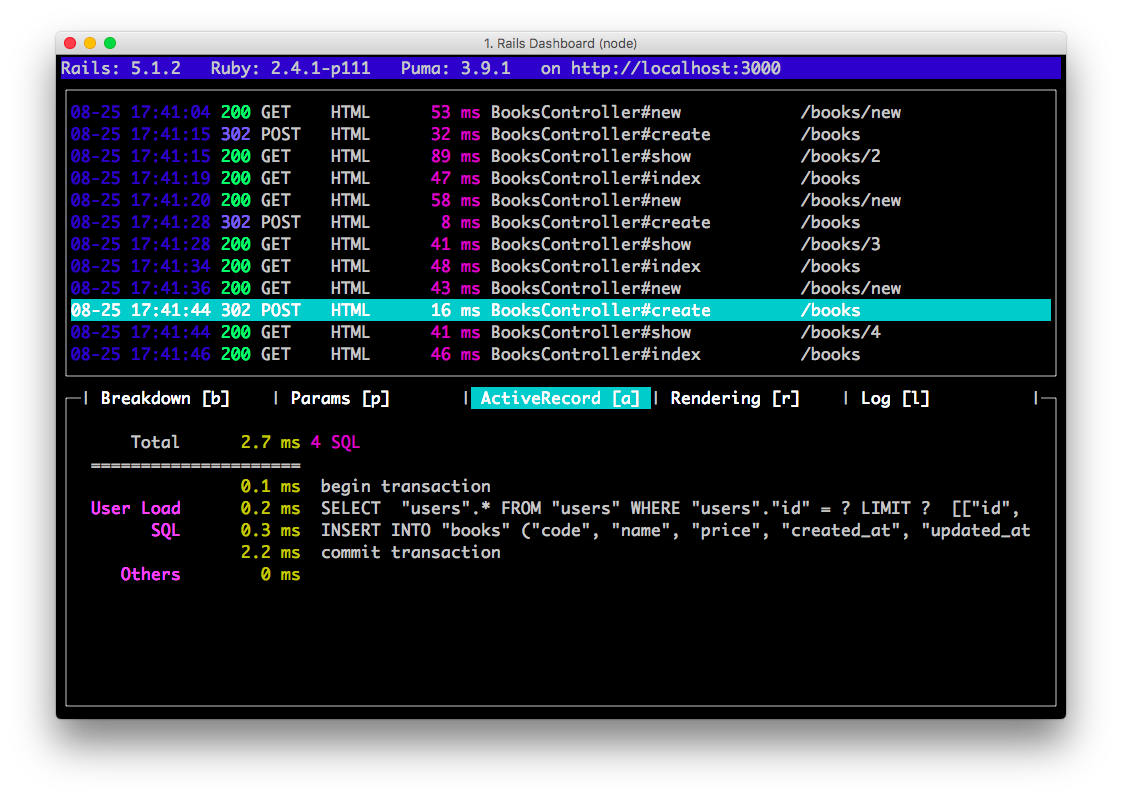 1. Rails Dashboard (node)
Rails: 5.1.2 Ruby: 2.4.1-p111 Puma: 3.9.1 on http://localhost:3000
08-25 17:41:04 200 GET HTML 53 ms BooksController#new /books/new
08-25 17:41:15 302 POST HTML 32 ms BooksController#create /books
08-25 17:41:15 200 GET HTML 89 ms BooksController#show /books/2
08-25 17:41:19 200 GET HTML 47 ms BooksController#index /books
08-25 17:41:20 200 GET HTML 58 ms BooksController#new /books/new
08-25 17:41:28 302 POST HTML 8 ms BooksController#create /books
08-25 17:41:28 200 GET HTML 41 ms BooksController#show /books/3
08-25 17:41:34 200 GET HTML 48 ms BooksController#index /books
08-25 17:41:36 200 GET HTML 43 ms BooksController#new /books/new
08-25 17:41:44 302 POST HTML 16 ms BooksController#create /books
08-25 17:41:44 200 GET HTML 41 ms BooksController#show /books/4
08-25 17:41:46 200 GET HTML 46 ms BooksController#index /books
| Breakdown [b] | Params [p] | ActiveRecord [a] | Rendering [r] | Log [l] |
Total 2.7 ms 4 SQL
=====================
0.1 ms begin transaction
User Load 0.2 ms SELECT "users".* FROM "users" WHERE "users"."id" = ? LIMIT ? [["id",
SQL 0.3 ms INSERT INTO "books" ("code", "name", "price", "created_at", "updated_at
2.2 ms commit transaction
Others 0 ms